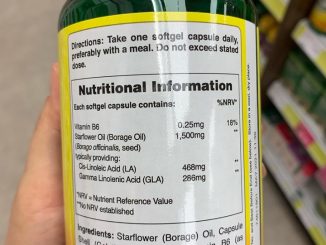 Directions: Take one softgel capsule daily,
preferably with a meal. Do not exceed stated
dose.
Nutritional Information
Each softgel capsule contains: %NRV*
Vitamin B6 0.25mg 18%
Starflower Oil (Borage Oil) 1,500mg **
(Borago officinalis, seed)
typically providing:
Cis-Linoleic Acid (LA) 468mg **
Gamma Linolenic Acid (GLA) 286mg **
*NRV = Nutrient Reference Value
**No NRV established
Ingredients: Starflower (Borage) Oil, Capsule